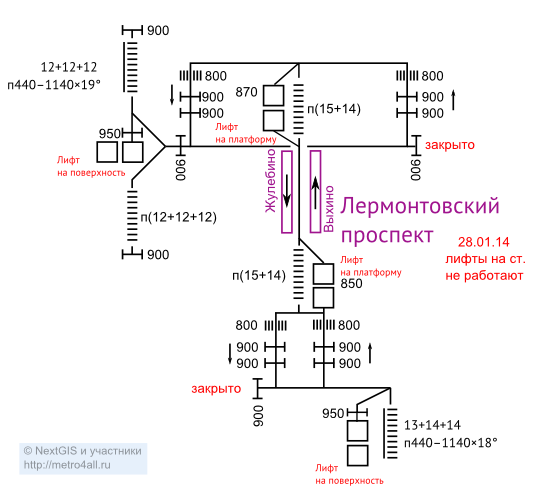 900
12+12+12
п440–1140×19°
950
Лифт
на поверхность
п(12+12+12)
900
900
800
900
900
870
Лифт
на платформу
п(15+14)
800
900
900
закрыто
900
Жулебино
Выхино
Лермонтовский
проспект
28.01.14
лифты на ст.
не работают
п(15+14)
Лифт
на платформу
850
800
900
900
800
900
900
закрыто
900
950
13+14+14
п440–1140×18°
Лифт
на поверхность
© NextGIS и участники
http://metro4all.ru